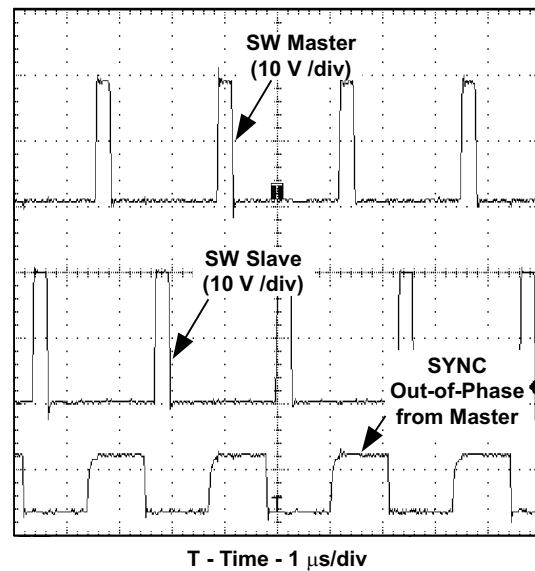 SW Master
(10 V /div)
SW Slave
(10 V /div)
SYNC
Out-of-Phase
from Master
T - Time - 1 μs/div